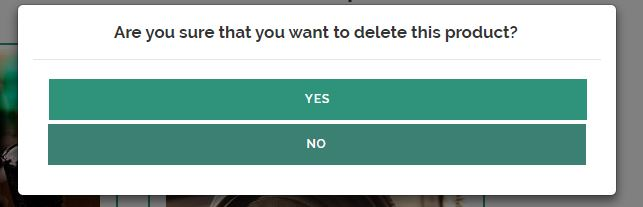 Are you sure that you want to delete this product?
YES
NO